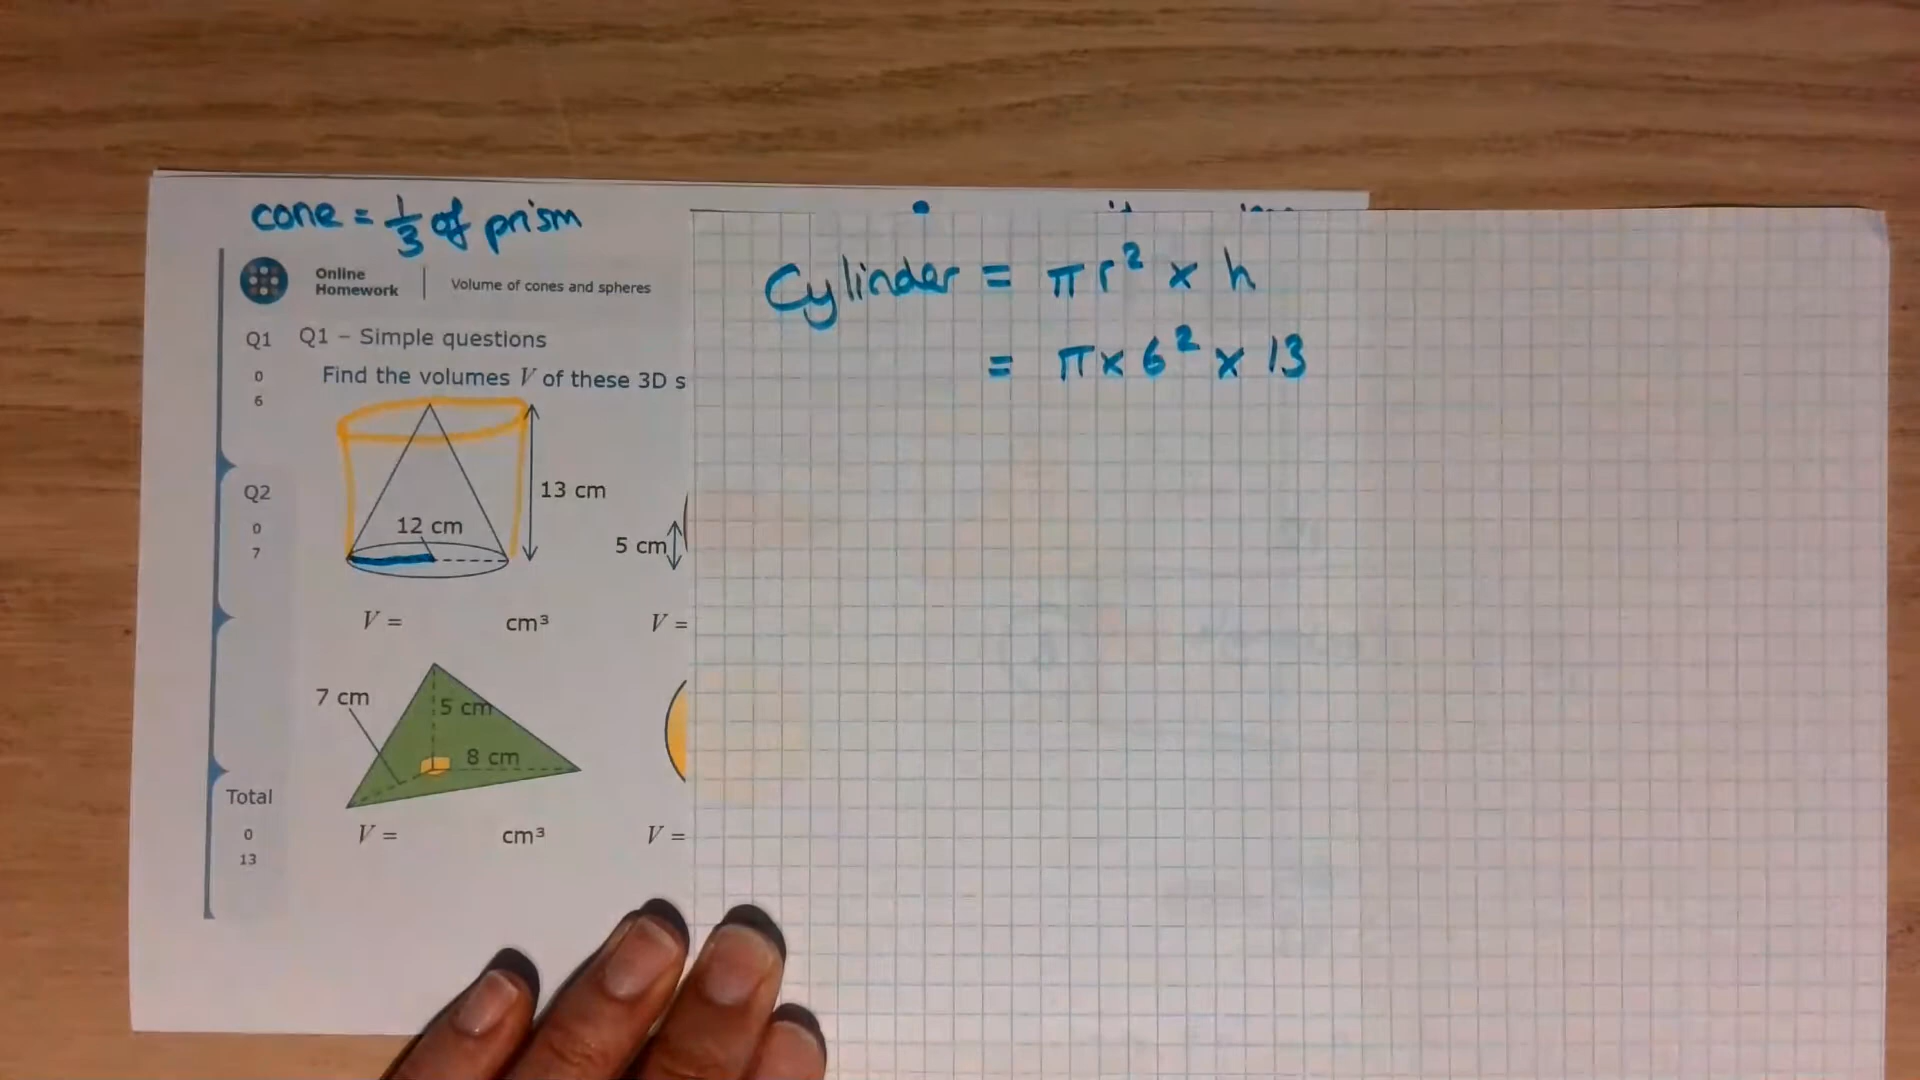 cone = 1/3 of prism
Online Homework | Volume of cones and spheres
Q1
0
6
Q2
0
7
Total
0
13
Q1 – Simple questions
Find the volumes V of these 3D s
13 cm
12 cm
5 cm
V = cm³
V =
7 cm
5 cm
8 cm
V = cm³
V =
Cylinder = πr² × h
= π × 6² × 13